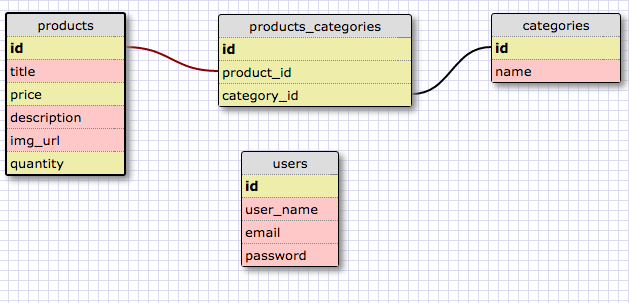 products
id
title
price
description
img_url
quantity
products_categories
id
product_id
category_id
categories
id
name
users
id
user_name
email
password